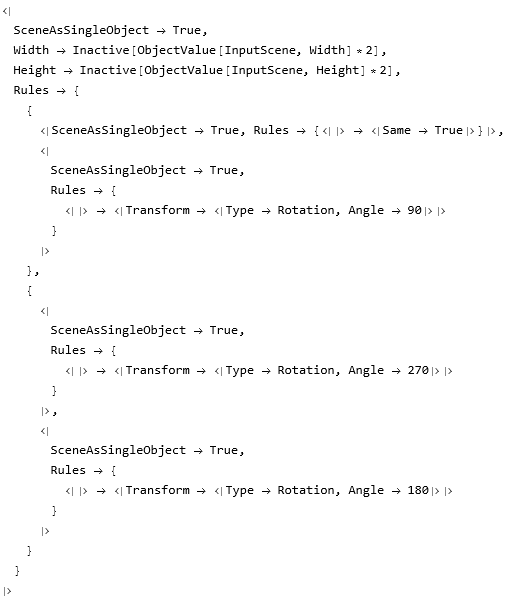 <|
SceneAsSingleObject → True,
Width → Inactive[ObjectValue[InputScene, Width] * 2],
Height → Inactive[ObjectValue[InputScene, Height] * 2],
Rules → {
{
<|SceneAsSingleObject → True, Rules → {<| |> → <|Same → True|>}|>,
<|
SceneAsSingleObject → True,
Rules → {
<| |> → <|Transform → <|Type → Rotation, Angle → 90|>|>
}
|>
},
{
<|
SceneAsSingleObject → True,
Rules → {
<| |> → <|Transform → <|Type → Rotation, Angle → 270|>|>
}
|>,
<|
SceneAsSingleObject → True,
Rules → {
<| |> → <|Transform → <|Type → Rotation, Angle → 180|>|>
}
|>
}
}
|>